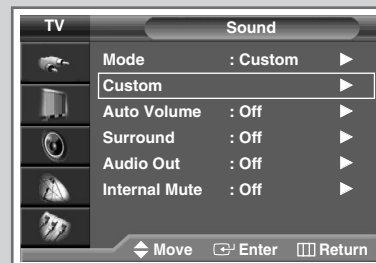 TV Sound
Mode : Custom
Custom
Auto Volume : Off
Surround : Off
Audio Out : Off
Internal Mute : Off
Move Enter Return